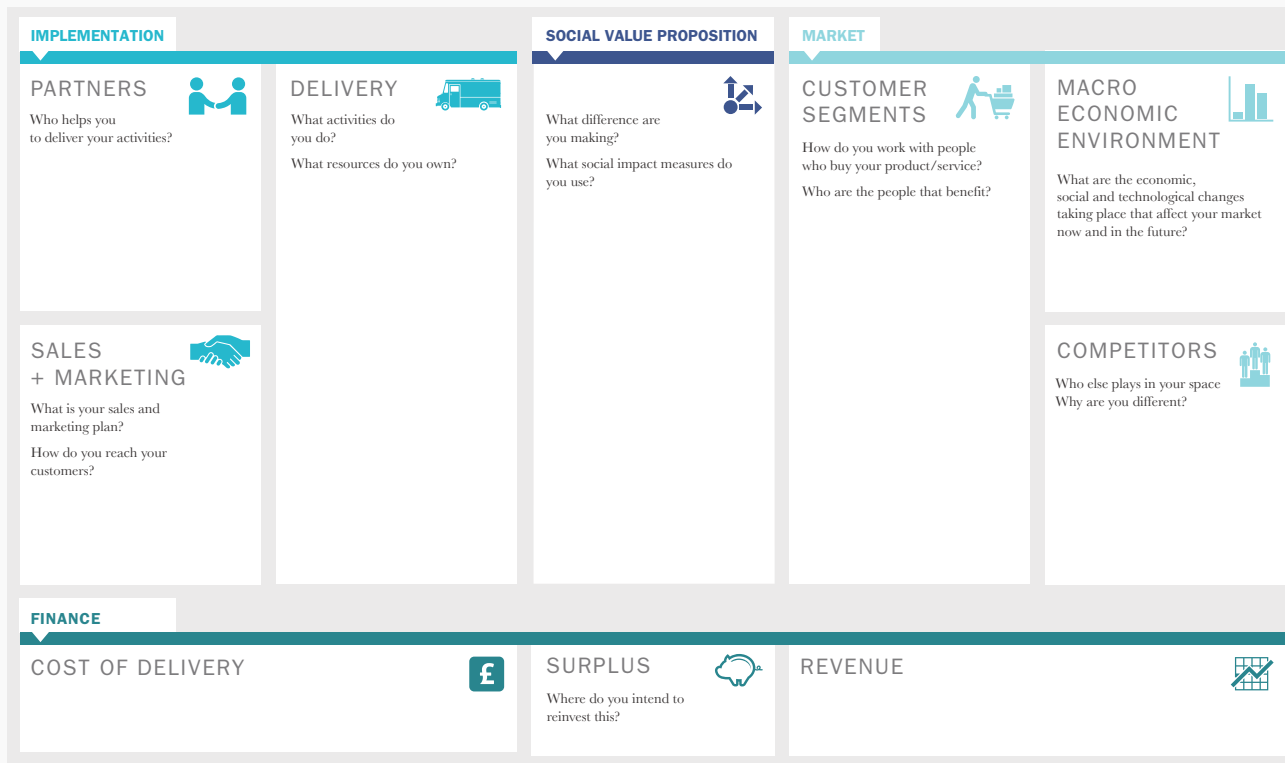 IMPLEMENTATION
PARTNERS
Who helps you
to deliver your activities?
DELIVERY
What activities do
you do?
What resources do you own?
SALES
+ MARKETING
What is your sales and
marketing plan?
How do you reach your
customers?
SOCIAL VALUE PROPOSITION
What difference are
you making?
What social impact measures do
you use?
MARKET
CUSTOMER
SEGMENTS
How do you work with people
who buy your product/service?
Who are the people that benefit?
MACRO
ECONOMIC
ENVIRONMENT
What are the economic,
social and technological changes
taking place that affect your market
now and in the future?
COMPETITORS
Who else plays in your space
Why are you different?
FINANCE
COST OF DELIVERY
£
SURPLUS
Where do you intend to
reinvest this?
REVENUE